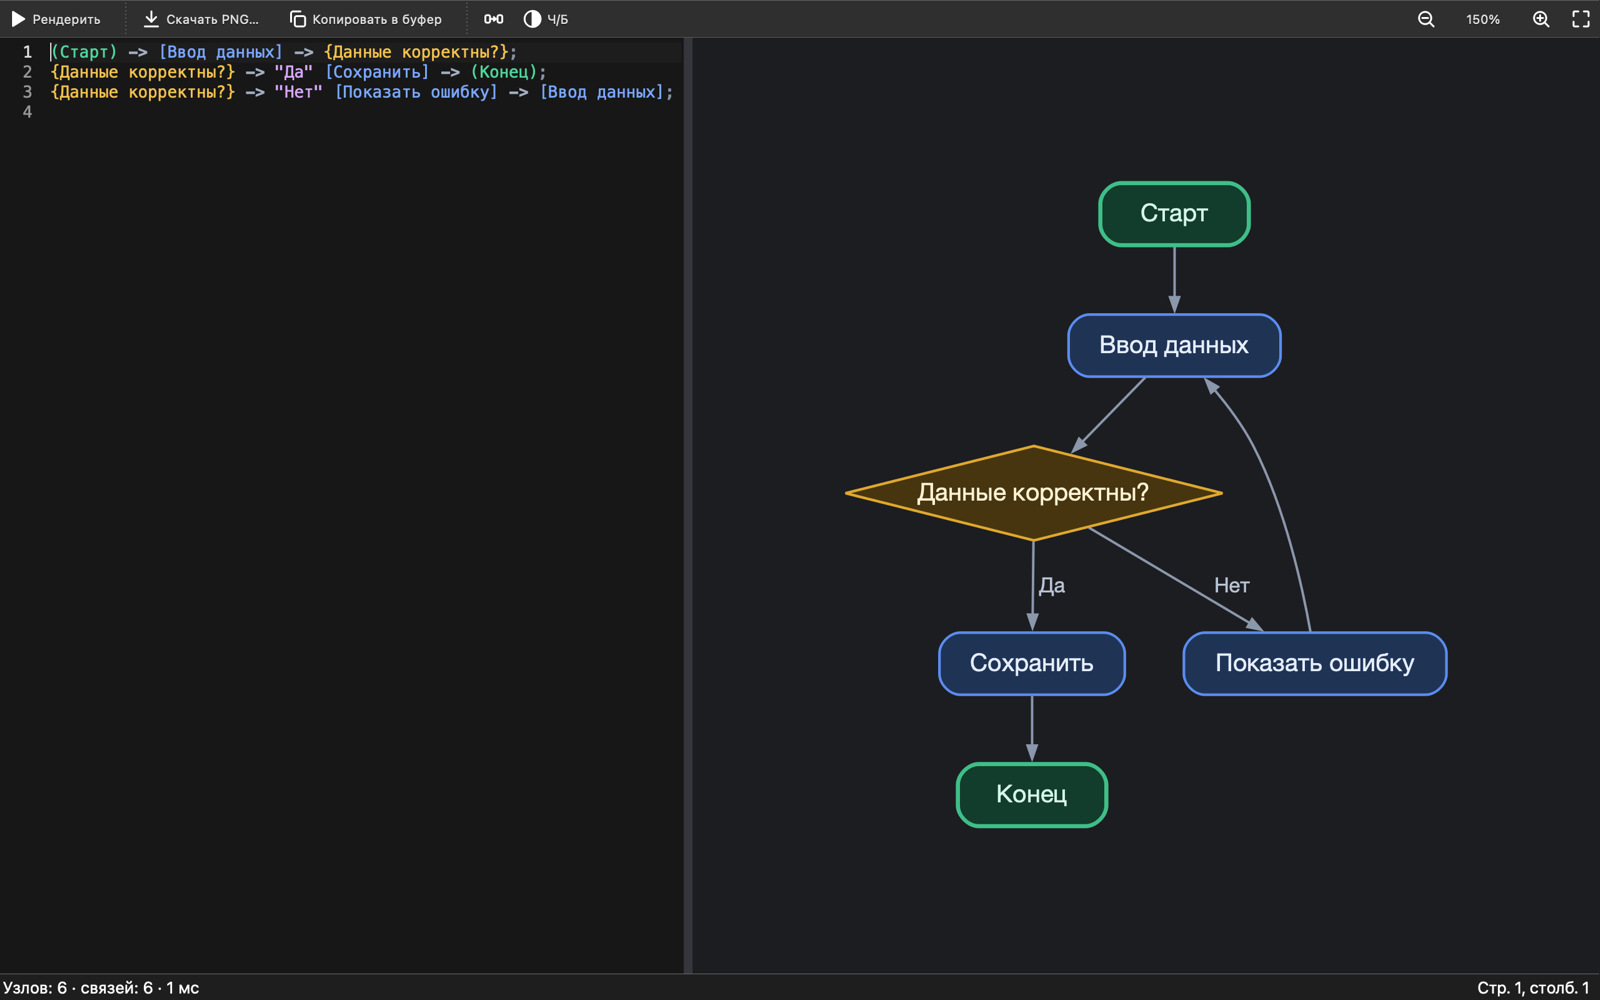 Рендерить Скачать PNG... Копировать в буфер Ч/Б 150%
1 (Старт) -> [Ввод данных] -> {Данные корректны?};
2 {Данные корректны?} -> "Да" [Сохранить] -> (Конец);
3 {Данные корректны?} -> "Нет" [Показать ошибку] -> [Ввод данных];
4
Старт
Ввод данных
Данные корректны?
Да
Нет
Сохранить
Показать ошибку
Конец
Узлов: 6 · связей: 6 · 1 мс
Стр. 1, столб. 1